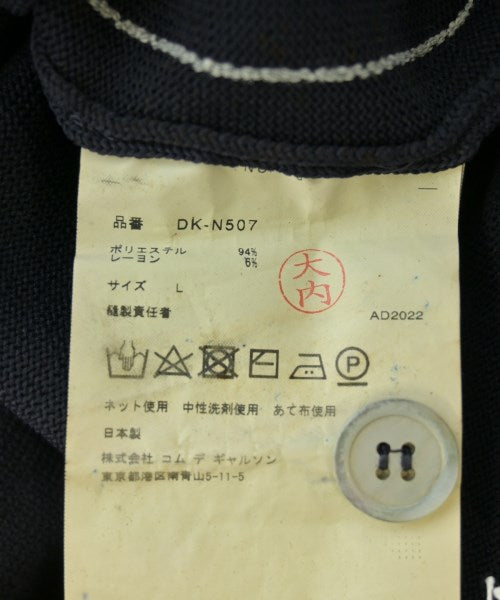 品番 DK-N507
ポリエステル 94%
レーヨン 6%
サイズ L
大内
縫製責任者 AD2022
P
ネット使用 中性洗剤使用 あて布使用
日本製
株式会社 コム デ ギャルソン
東京都港区南青山5-11-5